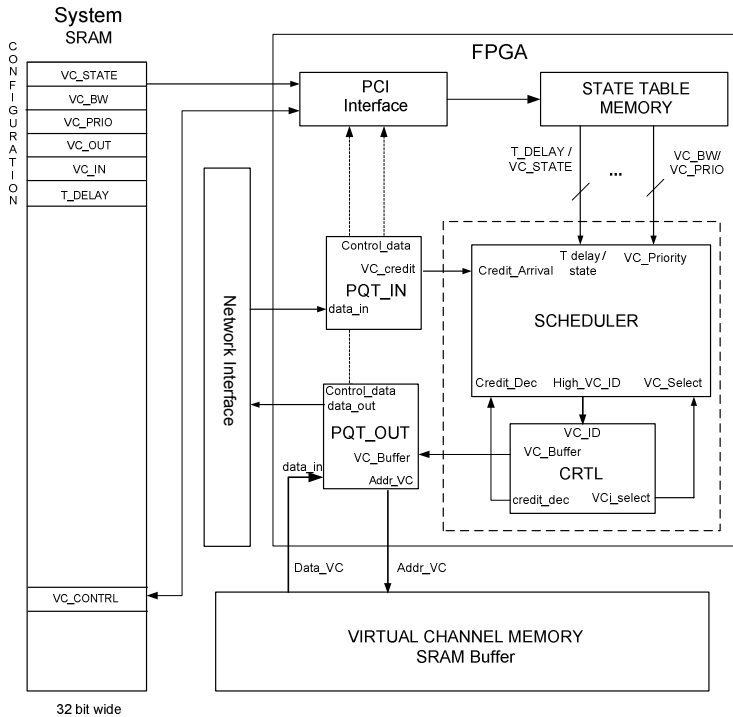 System
SRAM
CONFIGURATION
VC_STATE
VC_BW
VC_PRIO
VC_OUT
VC_IN
T_DELAY
VC_CONTRL
32 bit wide
FPGA
PCI
Interface
STATE TABLE
MEMORY
T_DELAY /
VC_STATE
...
VC_BW/
VC_PRIO
Network Interface
Control_data
VC_credit
PQT_IN
data_in
Credit_Arrival
T delay /
state
VC_Priority
SCHEDULER
Credit_Dec
High_VC_ID
VC_Select
Control_data
data_out
PQT_OUT
VC_Buffer
data_in
Addr_VC
VC_ID
VC_Buffer
CRTL
credit_dec
VCi_select
Data_VC
Addr_VC
VIRTUAL CHANNEL MEMORY
SRAM Buffer